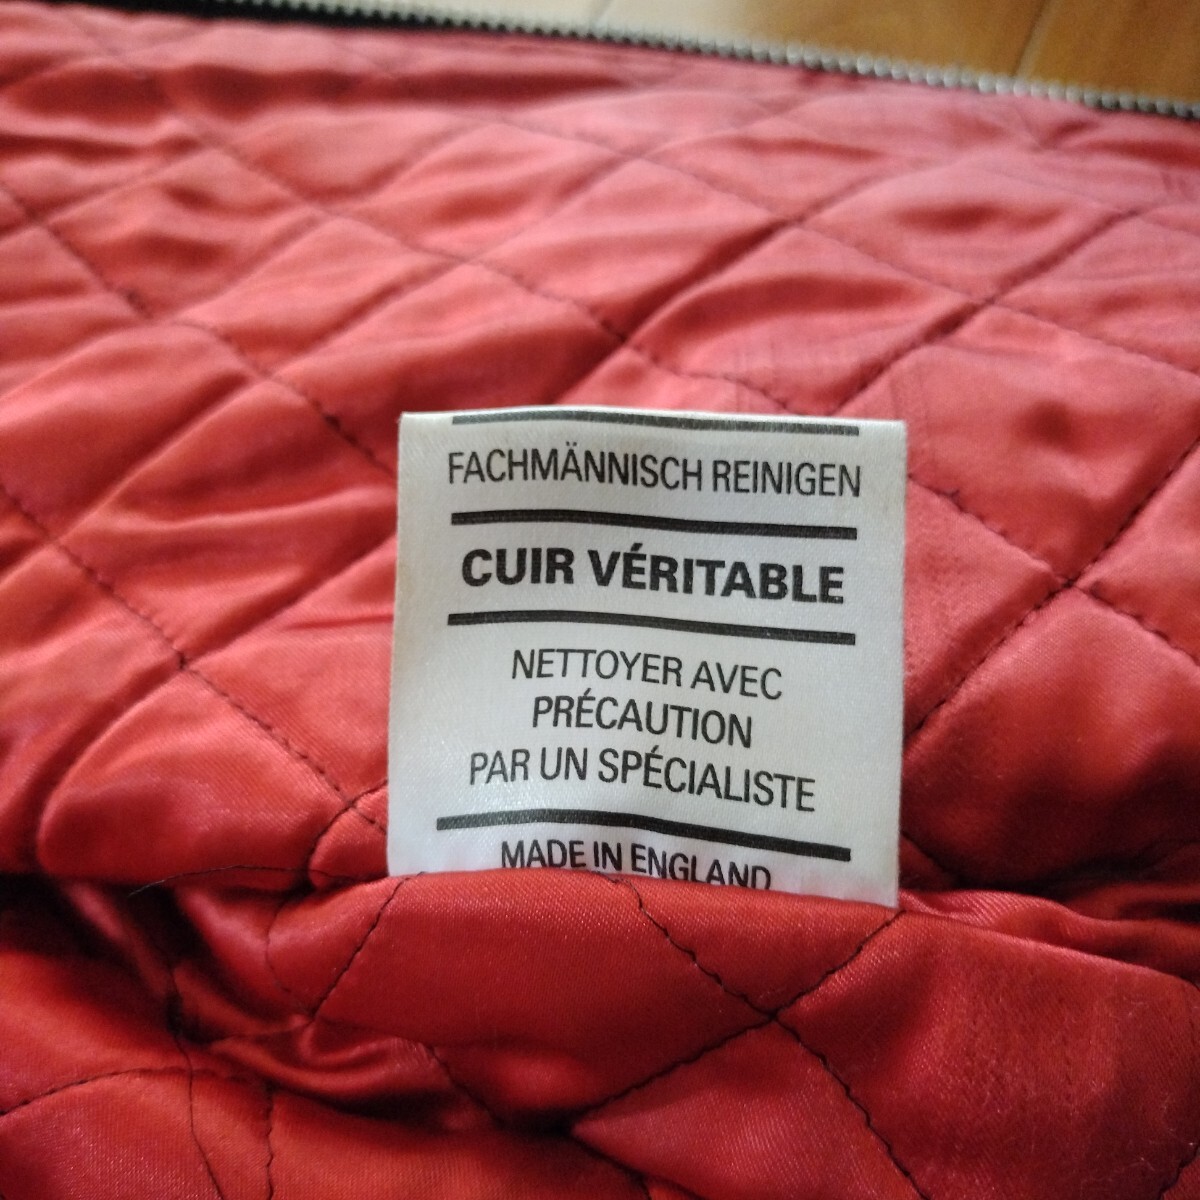 FACHMÄNNISCH REINIGEN
CUIR VÉRITABLE
NETTOYER AVEC
PRÉCAUTION
PAR UN SPÉCIALISTE
MADE IN ENGLAND